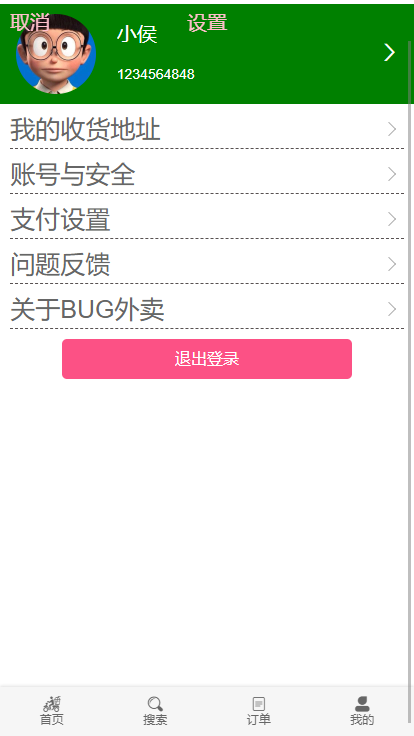 取消 设置
小侯
1234564848
我的收货地址
账号与安全
支付设置
问题反馈
关于BUG外卖
退出登录
首页 搜索 订单 我的